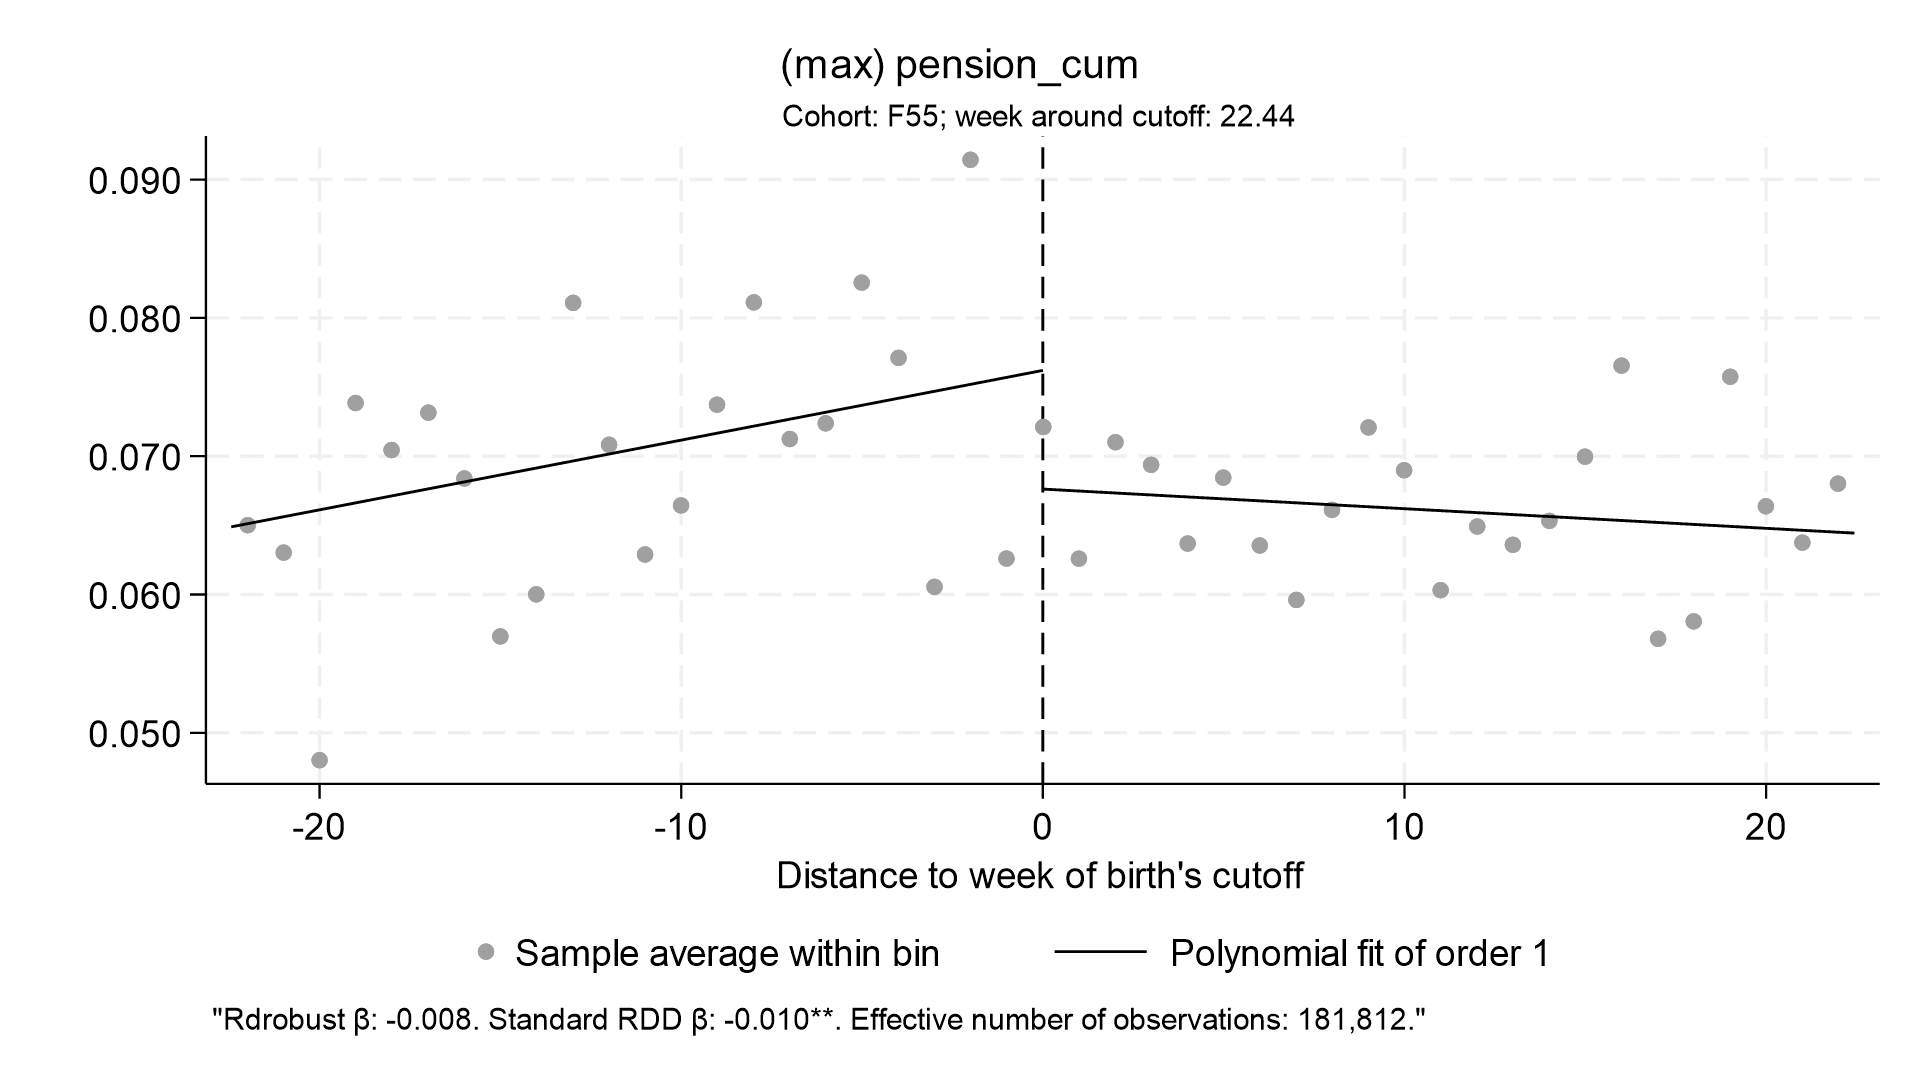 (max) pension_cum
Cohort: F55; week around cutoff: 22.44
0.090
0.080
0.070
0.060
0.050
-20 -10 0 10 20
Distance to week of birth's cutoff
Sample average within bin Polynomial fit of order 1
"Rdrobust β: -0.008. Standard RDD β: -0.010**. Effective number of observations: 181,812."